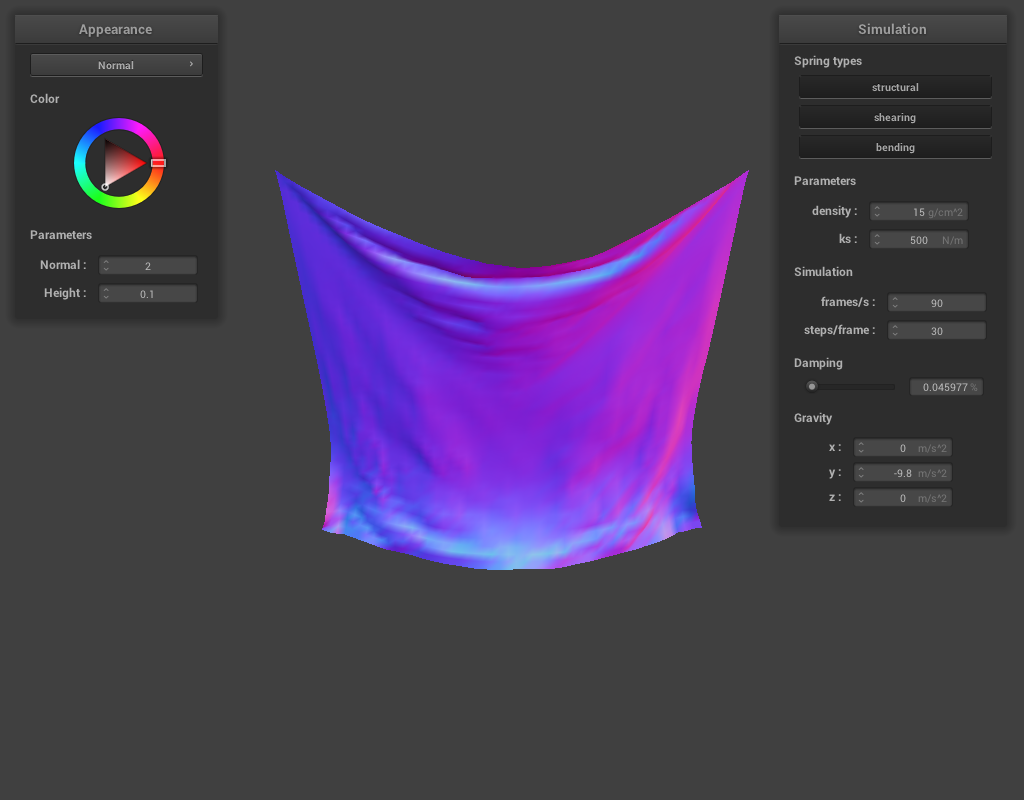 Appearance
Normal ›
Color
Parameters
Normal : 2
Height : 0.1
Simulation
Spring types
structural
shearing
bending
Parameters
density : 15 g/cm^2
ks : 500 N/m
Simulation
frames/s : 90
steps/frame : 30
Damping
0.045977 %
Gravity
x : 0 m/s^2
y : -9.8 m/s^2
z : 0 m/s^2